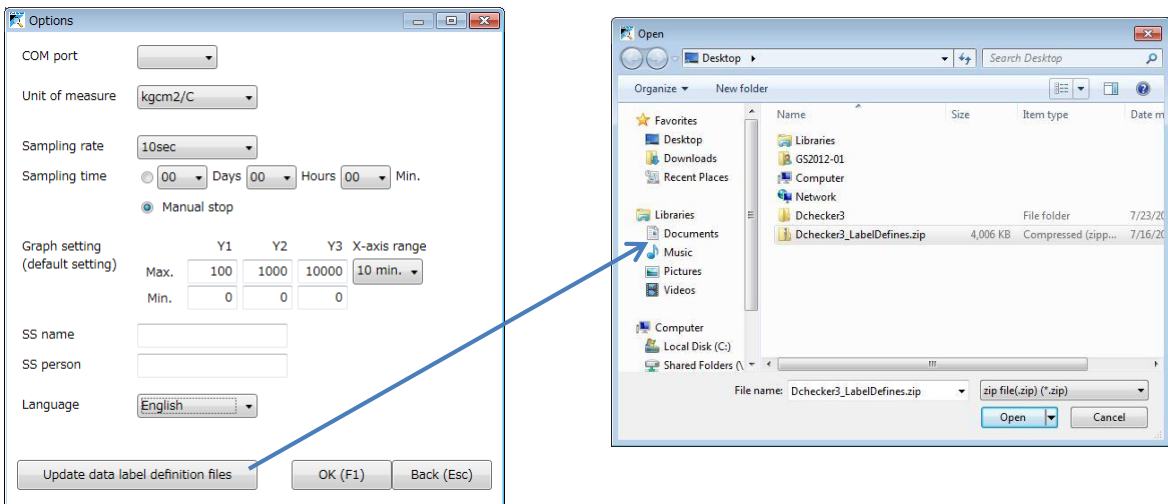 Options
COM port
Unit of measure kgcm2/C
Sampling rate 10sec
Sampling time 00 Days 00 Hours 00 Min.
Manual stop
Graph setting Y1 Y2 Y3 X-axis range
(default setting) Max. 100 1000 10000 10 min.
Min. 0 0 0
SS name
SS person
Language English
Update data label definition files OK (F1) Back (Esc)
Open
Desktop Search Desktop
Organize New folder
Name Size Item type Date m
Favorites
Desktop
Downloads
Recent Places
Libraries
Documents
Music
Pictures
Videos
Computer
Local Disk (C:)
Shared Folders (\
Libraries
GS2012-01
Computer
Network
Dchecker3 File folder 7/23/20
Dchecker3_LabelDefines.zip 4,006 KB Compressed (zipp... 7/16/20
File name: Dchecker3_LabelDefines.zip zip file(.zip) (*.zip)
Open Cancel